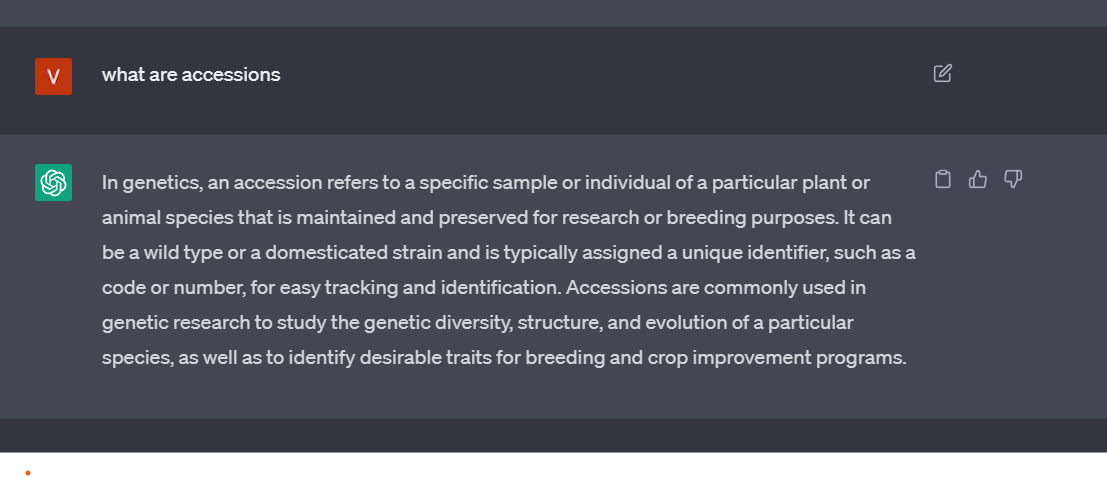 V
what are accessions
In genetics, an accession refers to a specific sample or individual of a particular plant or
animal species that is maintained and preserved for research or breeding purposes. It can
be a wild type or a domesticated strain and is typically assigned a unique identifier, such as a
code or number, for easy tracking and identification. Accessions are commonly used in
genetic research to study the genetic diversity, structure, and evolution of a particular
species, as well as to identify desirable traits for breeding and crop improvement programs.